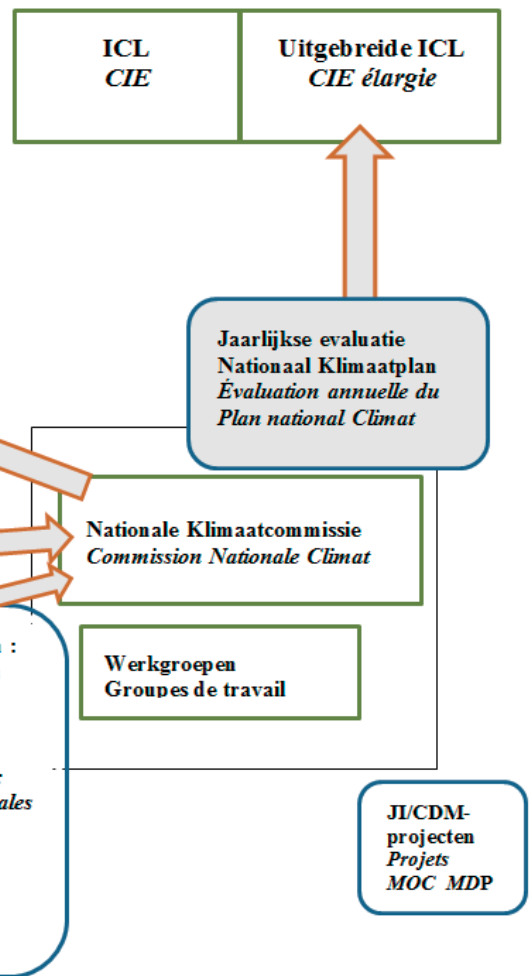 ICL
CIE
Uitgebreide ICL
CIE élargie
Jaarlijkse evaluatie
Nationaal Klimaatplan
Évaluation annuelle du
Plan national Climat
Nationale Klimaatcommissie
Commission Nationale Climat
Werkgroepen
Groupes de travail
:
ales
JI/CDM-
projecten
Projets
MOC MDP